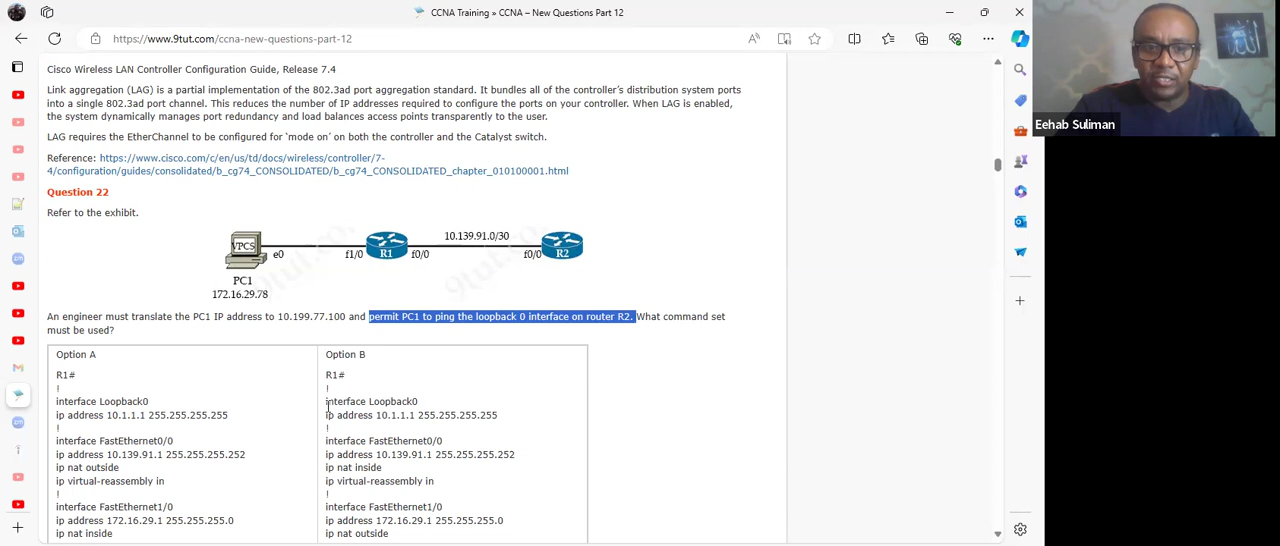 CCNA Training » CCNA – New Questions Part 12
https://www.9tut.com/ccna-new-questions-part-12
Cisco Wireless LAN Controller Configuration Guide, Release 7.4
Link aggregation (LAG) is a partial implementation of the 802.3ad port aggregation standard. It bundles all of the controller's distribution system ports
into a single 802.3ad port channel. This reduces the number of IP addresses required to configure the ports on your controller. When LAG is enabled,
the system dynamically manages port redundancy and load balances access points transparently to the user.
LAG requires the EtherChannel to be configured for 'mode on' on both the controller and the Catalyst switch.
Reference: https://www.cisco.com/c/en/us/td/docs/wireless/controller/7-
4/configuration/guides/consolidated/b_cg74_CONSOLIDATED/b_cg74_CONSOLIDATED_chapter_010100001.html
Question 22
Refer to the exhibit.
10.139.91.0/30
VPCS
R1
R2
e0
f1/0
f0/0
f0/0
PC1
172.16.29.78
An engineer must translate the PC1 IP address to 10.199.77.100 and permit PC1 to ping the loopback 0 interface on router R2. What command set
must be used?
Option A
R1#
!
interface Loopback0
ip address 10.1.1.1 255.255.255.255
!
interface FastEthernet0/0
ip address 10.139.91.1 255.255.255.252
ip nat outside
ip virtual-reassembly in
!
interface FastEthernet1/0
ip address 172.16.29.1 255.255.255.0
ip nat inside
Option B
R1#
!
interface Loopback0
ip address 10.1.1.1 255.255.255.255
!
interface FastEthernet0/0
ip address 10.139.91.1 255.255.255.252
ip nat inside
ip virtual-reassembly in
!
interface FastEthernet1/0
ip address 172.16.29.1 255.255.255.0
ip nat outside
Eehab Suliman